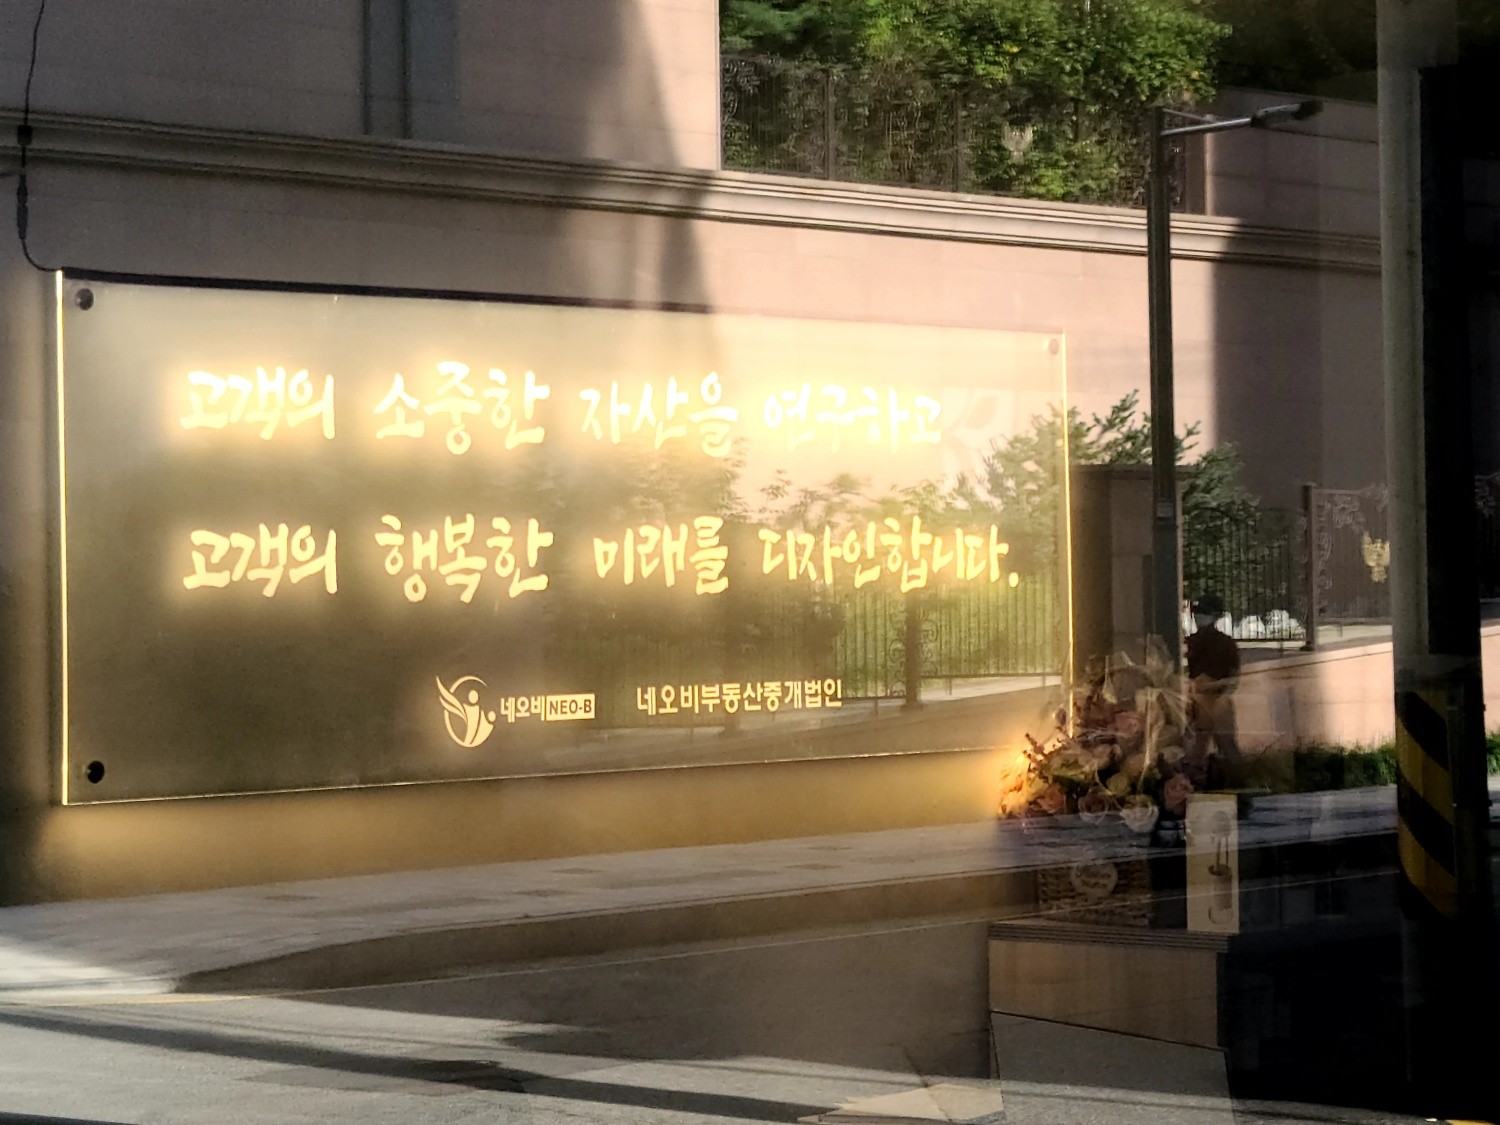 고객의 소중한 자산을 연구하고
고객의 행복한 미래를 디자인합니다.
네오비 NEO-B 네오비부동산중개법인